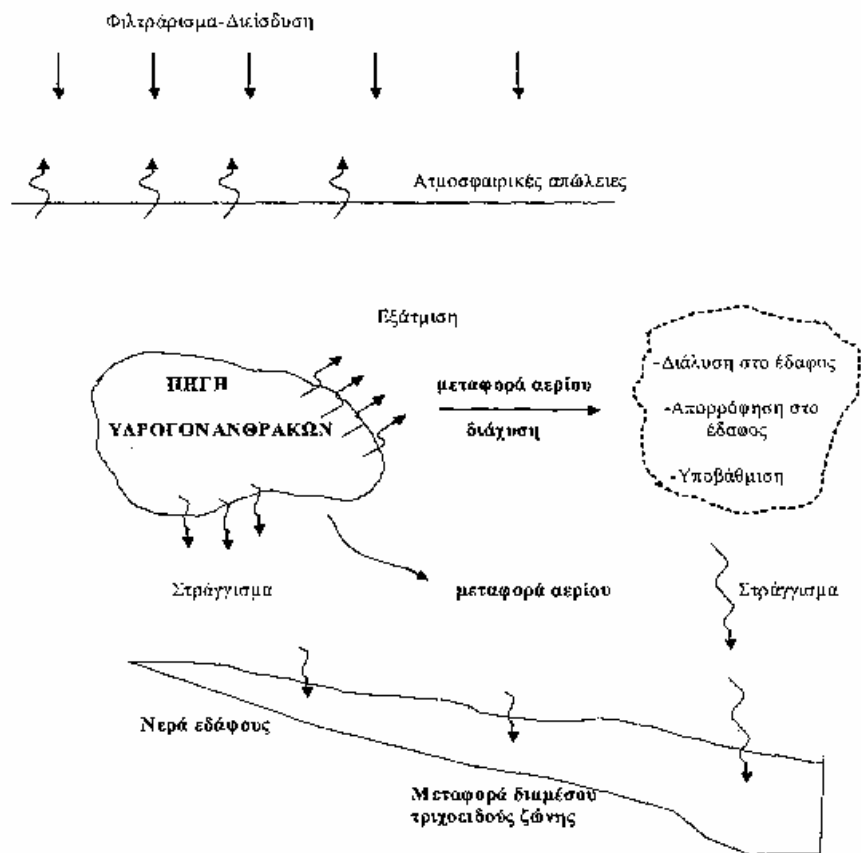 Φιλτράρισμα-Διείσδυση
Ατμοσφαιρικές απώλειες
Εξάτμιση
ΠΗΓΗ
ΥΔΡΟΓΟΝΑΝΘΡΑΚΩΝ
μεταφορά αερίου
διάχυση
-Διάλυση στο έδαφος
-Απορρόφηση στο
έδαφος
-Υποβάθμιση
Στράγγισμα
μεταφορά αερίου
Στράγγισμα
Νερά εδάφους
Μεταφορά διαμέσου
τριχοειδούς ζώνης